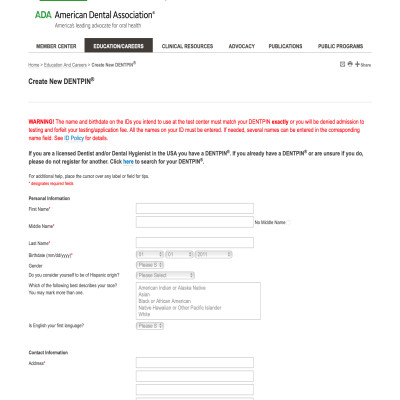 ADA American Dental Association®
America's leading advocate for oral health
MEMBER CENTER EDUCATION/CAREERS CLINICAL RESOURCES ADVOCACY PUBLICATIONS PUBLIC PROGRAMS
Home > Education And Careers > Create New DENTPIN® Share
Create New DENTPIN®
WARNING! The name and birthdate on the IDs you intend to use at the test center must match your DENTPIN exactly or you will be denied admission to
testing and forfeit your testing/application fee. All the names on your ID must be entered. If needed, several names can be entered in the corresponding
name field. See ID Policy for details.
If you are a licensed Dentist and/or Dental Hygienist in the USA you have a DENTPIN®. If you already have a DENTPIN® or are unsure if you do,
please do not register for another. Click here to search for your DENTPIN®.
For additional help, place the cursor over any label or field for tips.
* designates required fields
Personal Information
First Name*
Middle Name* No Middle Name
Last Name*
Birthdate (mm/dd/yyyy)* 01 01 2011
Gender Please S
Do you consider yourself to be of Hispanic origin? Please Select
Which of the following best describes your race?
You may mark more than one.
American Indian or Alaska Native
Asian
Black or African American
Native Hawaiian or Other Pacific Islander
White
Is English your first language? Please S
Contact Information
Address*